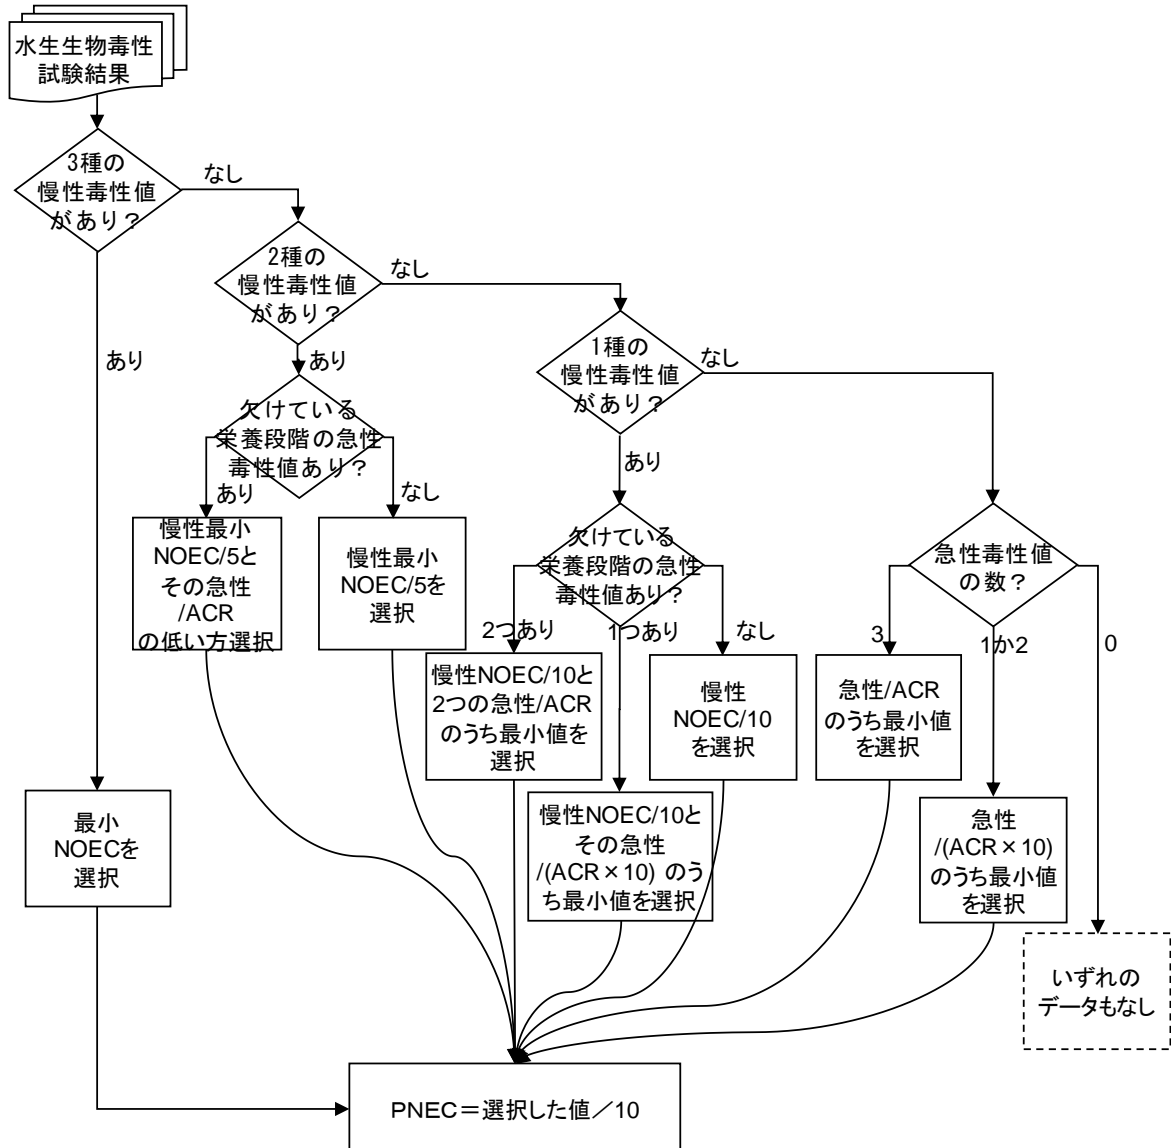 水生生物毒性
試験結果
3種の
慢性毒性値
があり？
なし
あり
2種の
慢性毒性値
があり？
なし
あり
欠けている
栄養段階の急性
毒性値あり？
あり
なし
慢性最小
NOEC/5と
その急性
/ACR
の低い方選択
慢性最小
NOEC/5を
選択
1種の
慢性毒性値
があり？
なし
あり
欠けている
栄養段階の急性
毒性値あり？
2つあり
1つあり
なし
慢性NOEC/10と
2つの急性/ACR
のうち最小値を
選択
慢性NOEC/10と
その急性
/(ACR×10) のう
ち最小値を選択
慢性
NOEC/10
を選択
急性毒性値
の数？
3
1か2
0
急性/ACR
のうち最小値
を選択
急性
/(ACR×10)
のうち最小値
を選択
いずれの
データもなし
最小
NOECを
選択
PNEC＝選択した値／10